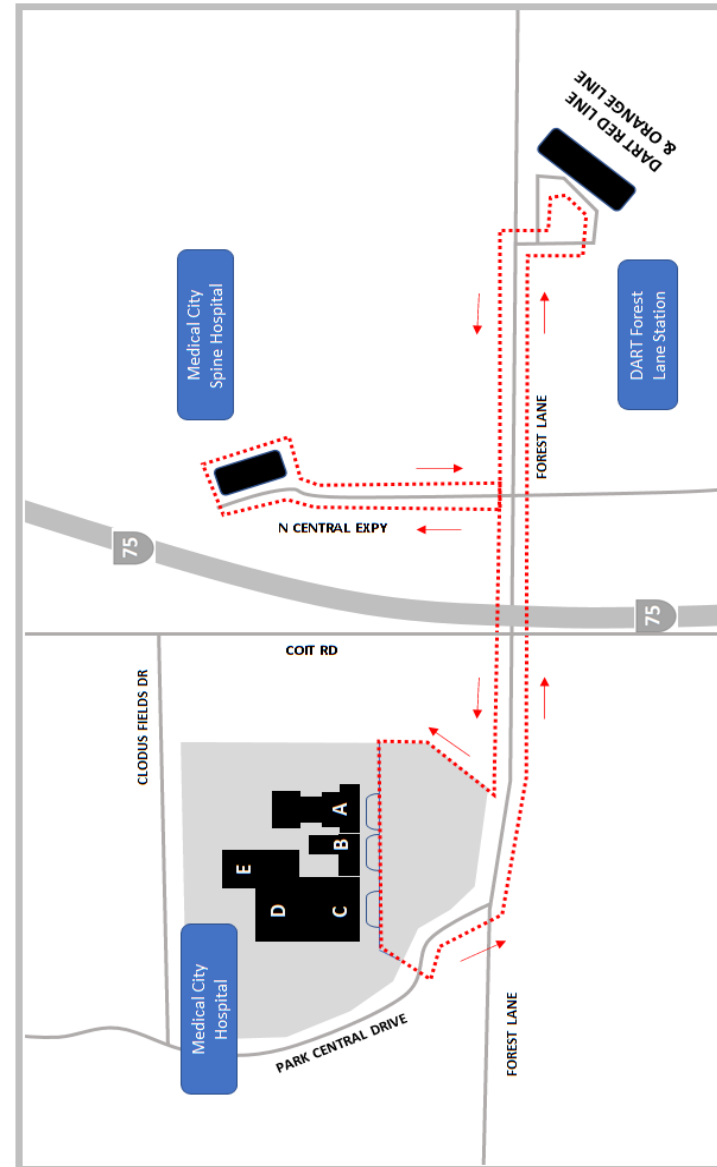 DART RED LINE
& ORANGE LINE
Medical City
Spine Hospital
DART Forest
Lane Station
FOREST LANE
N CENTRAL EXPY
75
75
COIT RD
CLODUS FIELDS DR
A
B
E
D
C
Medical City
Hospital
PARK CENTRAL DRIVE
FOREST LANE